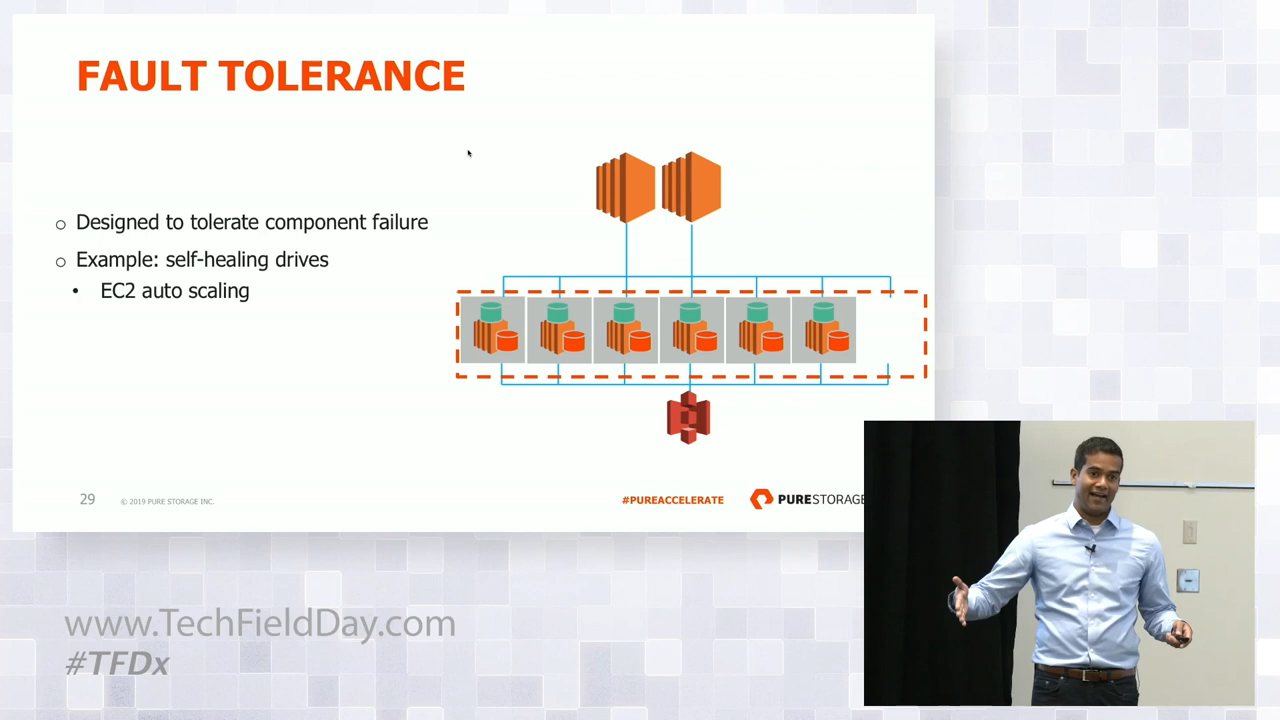 FAULT TOLERANCE
Designed to tolerate component failure
Example: self-healing drives
EC2 auto scaling
29
© 2019 PURE STORAGE INC.
#PUREACCELERATE
PURESTORAGE
www.TechFieldDay.com
#TFDx